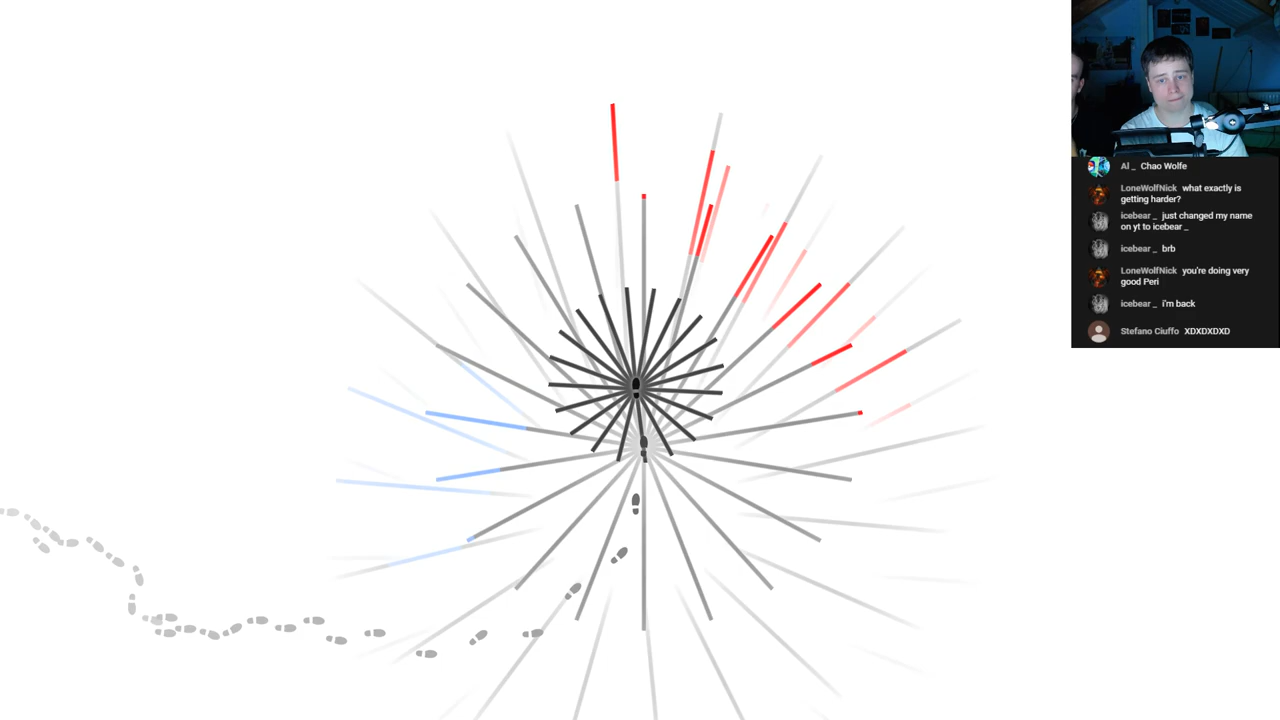 Al _ Chao Wolfe
LoneWolfNick what exactly is
getting harder?
icebear _ just changed my name
on yt to icebear _
icebear _ brb
LoneWolfNick you're doing very
good Peri
icebear _ i'm back
Stefano Ciuffo XDXDXDXD